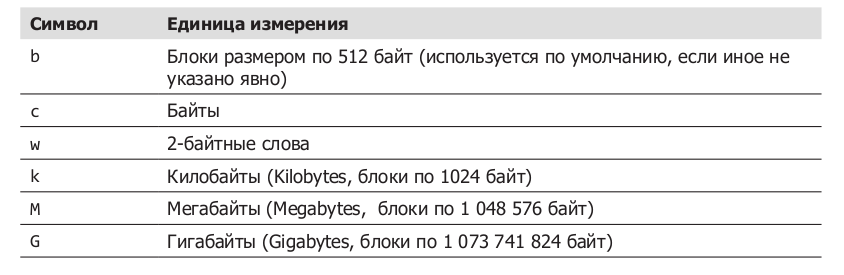 Символ Единица измерения
b Блоки размером по 512 байт (используется по умолчанию, если иное не
указано явно)
c Байты
w 2-байтные слова
k Килобайты (Kilobytes, блоки по 1024 байт)
M Мегабайты (Megabytes, блоки по 1 048 576 байт)
G Гигабайты (Gigabytes, блоки по 1 073 741 824 байт)